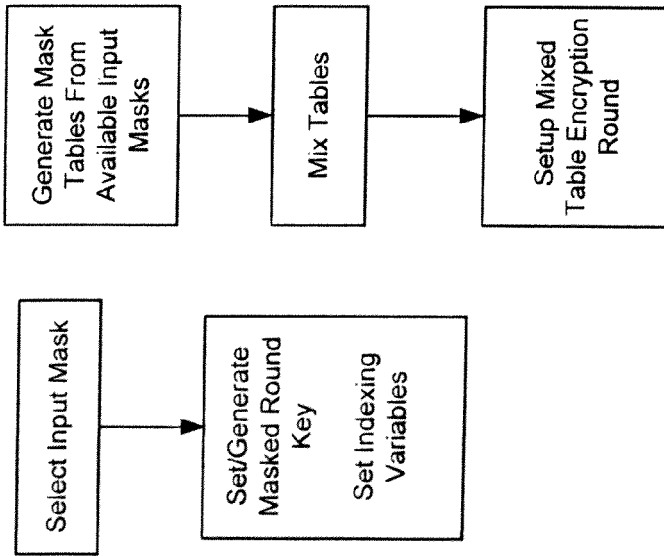 Select Input Mask
Set/Generate
Masked Round
Key
Set Indexing
Variables
Generate Mask
Tables From
Available Input
Masks
Mix Tables
Setup Mixed
Table Encryption
Round